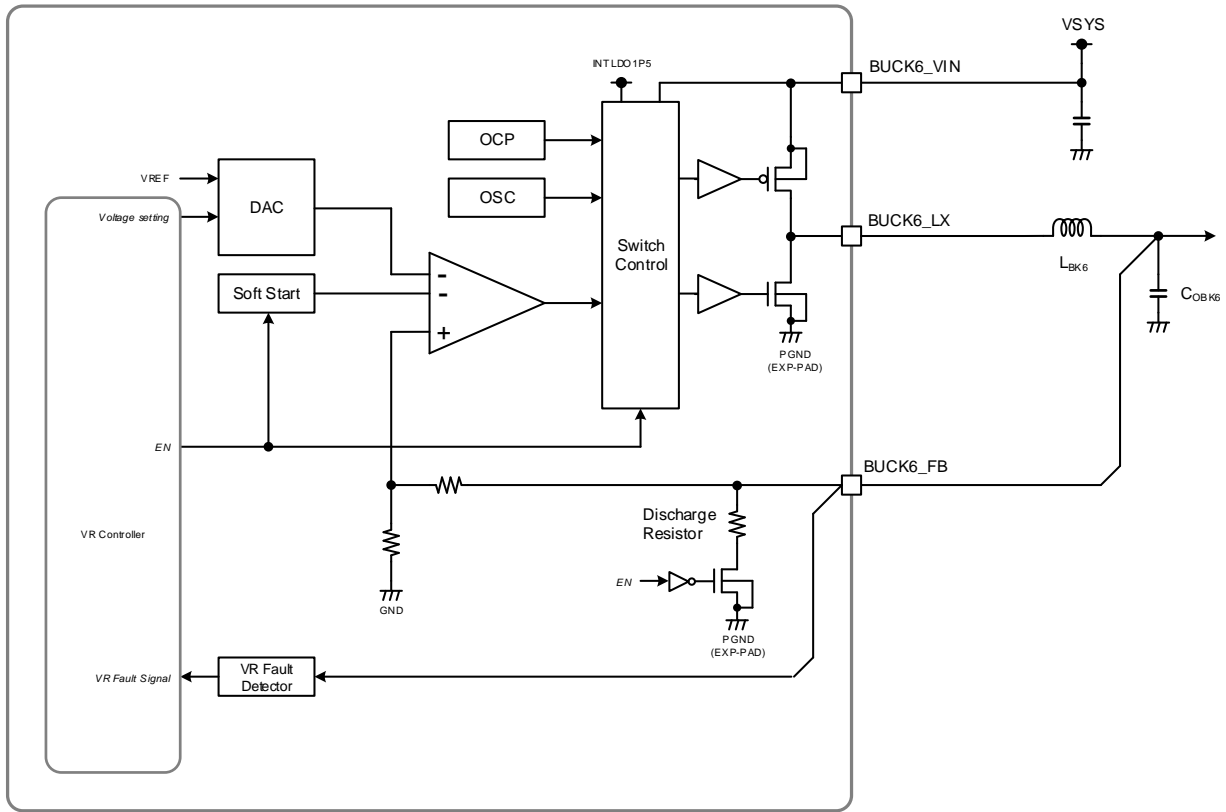 VSYS
INTLDO1P5
BUCK6_VIN
OCP
VREF
DAC
OSC
Voltage setting
BUCK6_LX
Switch
Control
LBK6
-
-
+
Soft Start
COBK6
PGND
(EXP-PAD)
EN
BUCK6_FB
Discharge
Resistor
VR Controller
EN
GND
PGND
(EXP-PAD)
VR Fault Signal
VR Fault
Detector